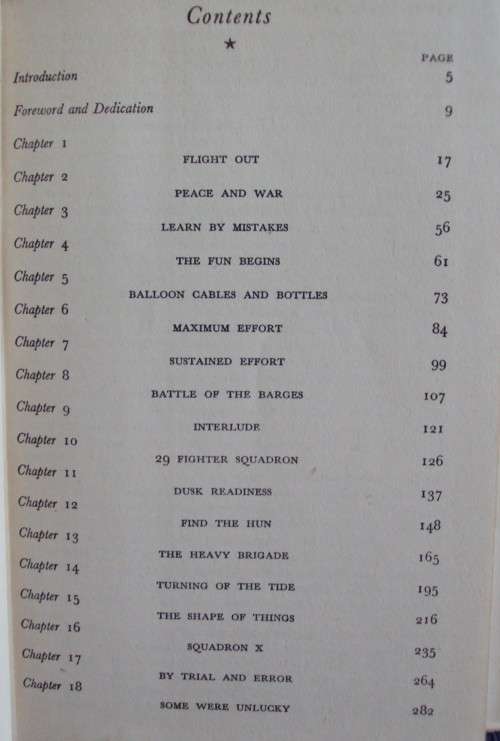 Contents
PAGE
Introduction 5
Foreword and Dedication 9
Chapter 1
FLIGHT OUT 17
Chapter 2
PEACE AND WAR 25
Chapter 3
LEARN BY MISTAKES 56
Chapter 4
THE FUN BEGINS 61
Chapter 5
BALLOON CABLES AND BOTTLES 73
Chapter 6
MAXIMUM EFFORT 84
Chapter 7
SUSTAINED EFFORT 99
Chapter 8
BATTLE OF THE BARGES 107
Chapter 9
INTERLUDE 121
Chapter 10
29 FIGHTER SQUADRON 126
Chapter 11
DUSK READINESS 137
Chapter 12
FIND THE HUN 148
Chapter 13
THE HEAVY BRIGADE 165
Chapter 14
TURNING OF THE TIDE 195
Chapter 15
THE SHAPE OF THINGS 216
Chapter 16
SQUADRON X 235
Chapter 17
BY TRIAL AND ERROR 264
Chapter 18
SOME WERE UNLUCKY 282